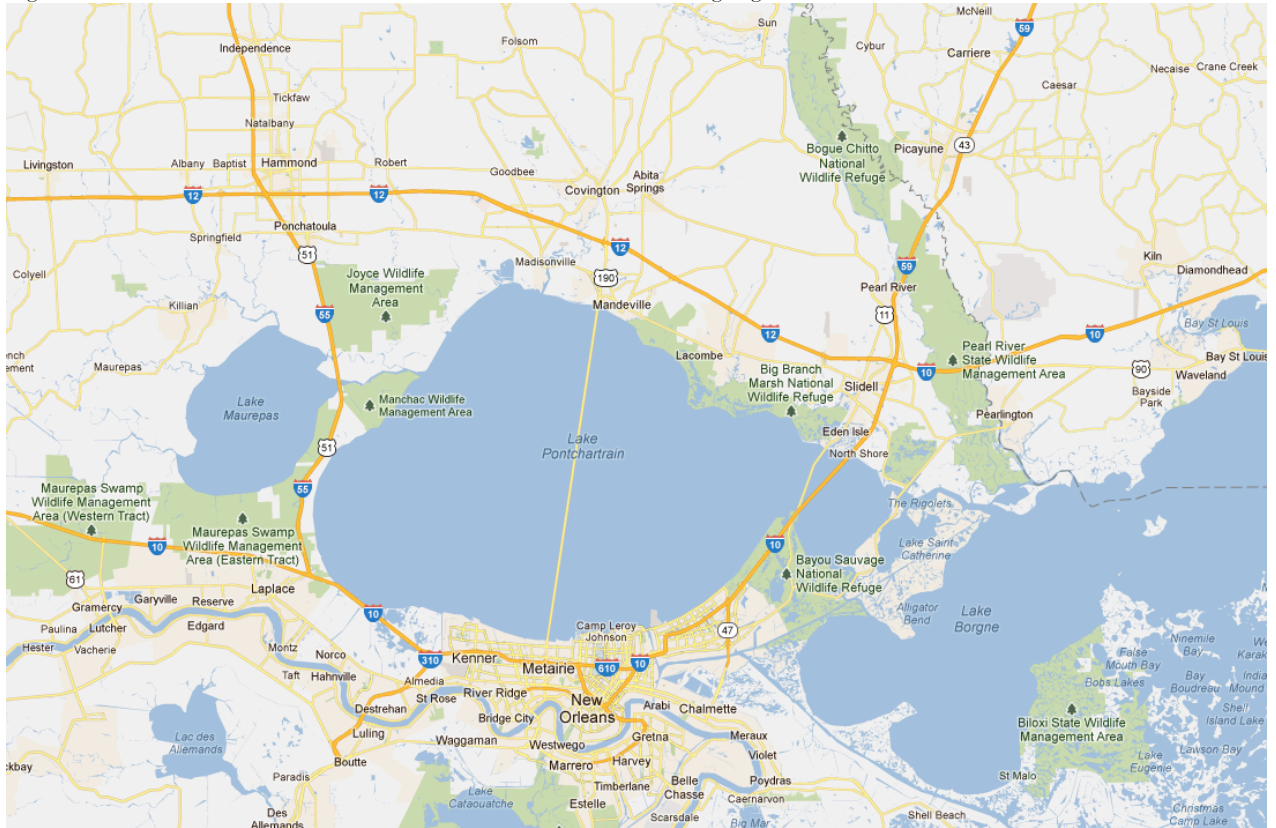 Sun
McNeill
59
Independence
Folsom
Cybur
Carriere
Necaise
Crane Creek
Caesar
Tickfaw
Natalbany
43
Bogue Chitto
National
Wildlife Refuge
Picayune
Livingston
Albany
Baptist
Hammond
Robert
Goodbee
Covington
Abita
Springs
12
12
Ponchatoula
Springfield
51
12
Madisonville
190
Mandeville
59
Pearl River
Kiln
Diamondhead
Colyell
Joyce Wildlife
Management
Area
Killian
55
11
12
10
Bay St Louis
Lacombe
Maurepas
Big Branch
Marsh National
Wildlife Refuge
Slidell
10
Pearl River
State Wildlife
Management Area
90
Bay St Louis
Waveland
Bayside
Park
Lake
Maurepas
Manchac Wildlife
Management Area
Pearlington
Eden Isle
North Shore
51
Lake
Pontchartrain
Maurepas Swamp
Wildlife Management
Area (Western Tract)
55
The Rigolets
Maurepas Swamp
Wildlife Management
Area (Eastern Tract)
10
10
Lake Saint
Catherine
Bayou Sauvage
National
Wildlife Refuge
61
Laplace
Gramercy
Garyville
Reserve
Paulina
Lutcher
Edgard
10
Alligator
Bend
Lake
Borgne
Hester
Vacherie
Montz
Camp Leroy
Johnson
47
Norco
310
Kenner
Metairie
610
10
False
Mouth Bay
Ninemile
Bay
Taft
Hahnville
Almedia
St Rose
River Ridge
New
Orleans
Arabi
Chalmette
Bobs Lakes
Bay
Boudreau
Shell
Island Lake
Destrehan
Bridge City
Luling
Waggaman
Westwego
Gretna
Meraux
Biloxi State Wildlife
Management Area
Lac des
Allemands
Boutte
Marrero
Harvey
Violet
Lawson Bay
Paradis
Timberlane
Belle
Chasse
Poydras
St Malo
Lake
Eugenie
Des
Allemands
Lake
Cataouatche
Estelle
Scarsdale
Caernarvon
Big Mar
Shell Beach
Christmas
Camp Lake